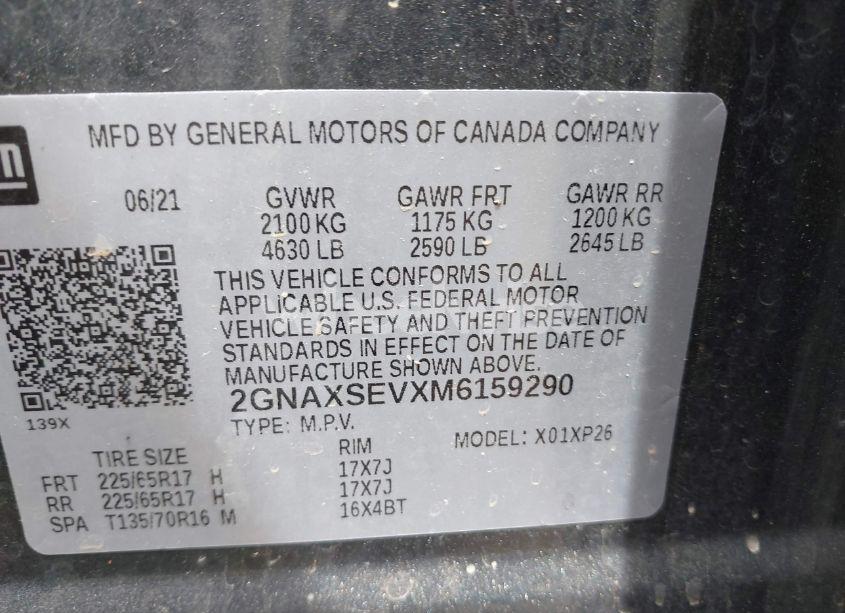 m
MFD BY GENERAL MOTORS OF CANADA COMPANY
06/21 GVWR GAWR FRT GAWR RR
2100 KG 1175 KG 1200 KG
4630 LB 2590 LB 2645 LB
THIS VEHICLE CONFORMS TO ALL
APPLICABLE U.S. FEDERAL MOTOR
VEHICLE SAFETY AND THEFT PREVENTION
STANDARDS IN EFFECT ON THE DATE OF
MANUFACTURE SHOWN ABOVE.
2GNAXSEVXM6159290
139X
TYPE: M.P.V. MODEL: X01XP26
TIRE SIZE RIM
FRT 225/65R17 H 17X7J
RR 225/65R17 H 17X7J
SPA T135/70R16 M 16X4BT